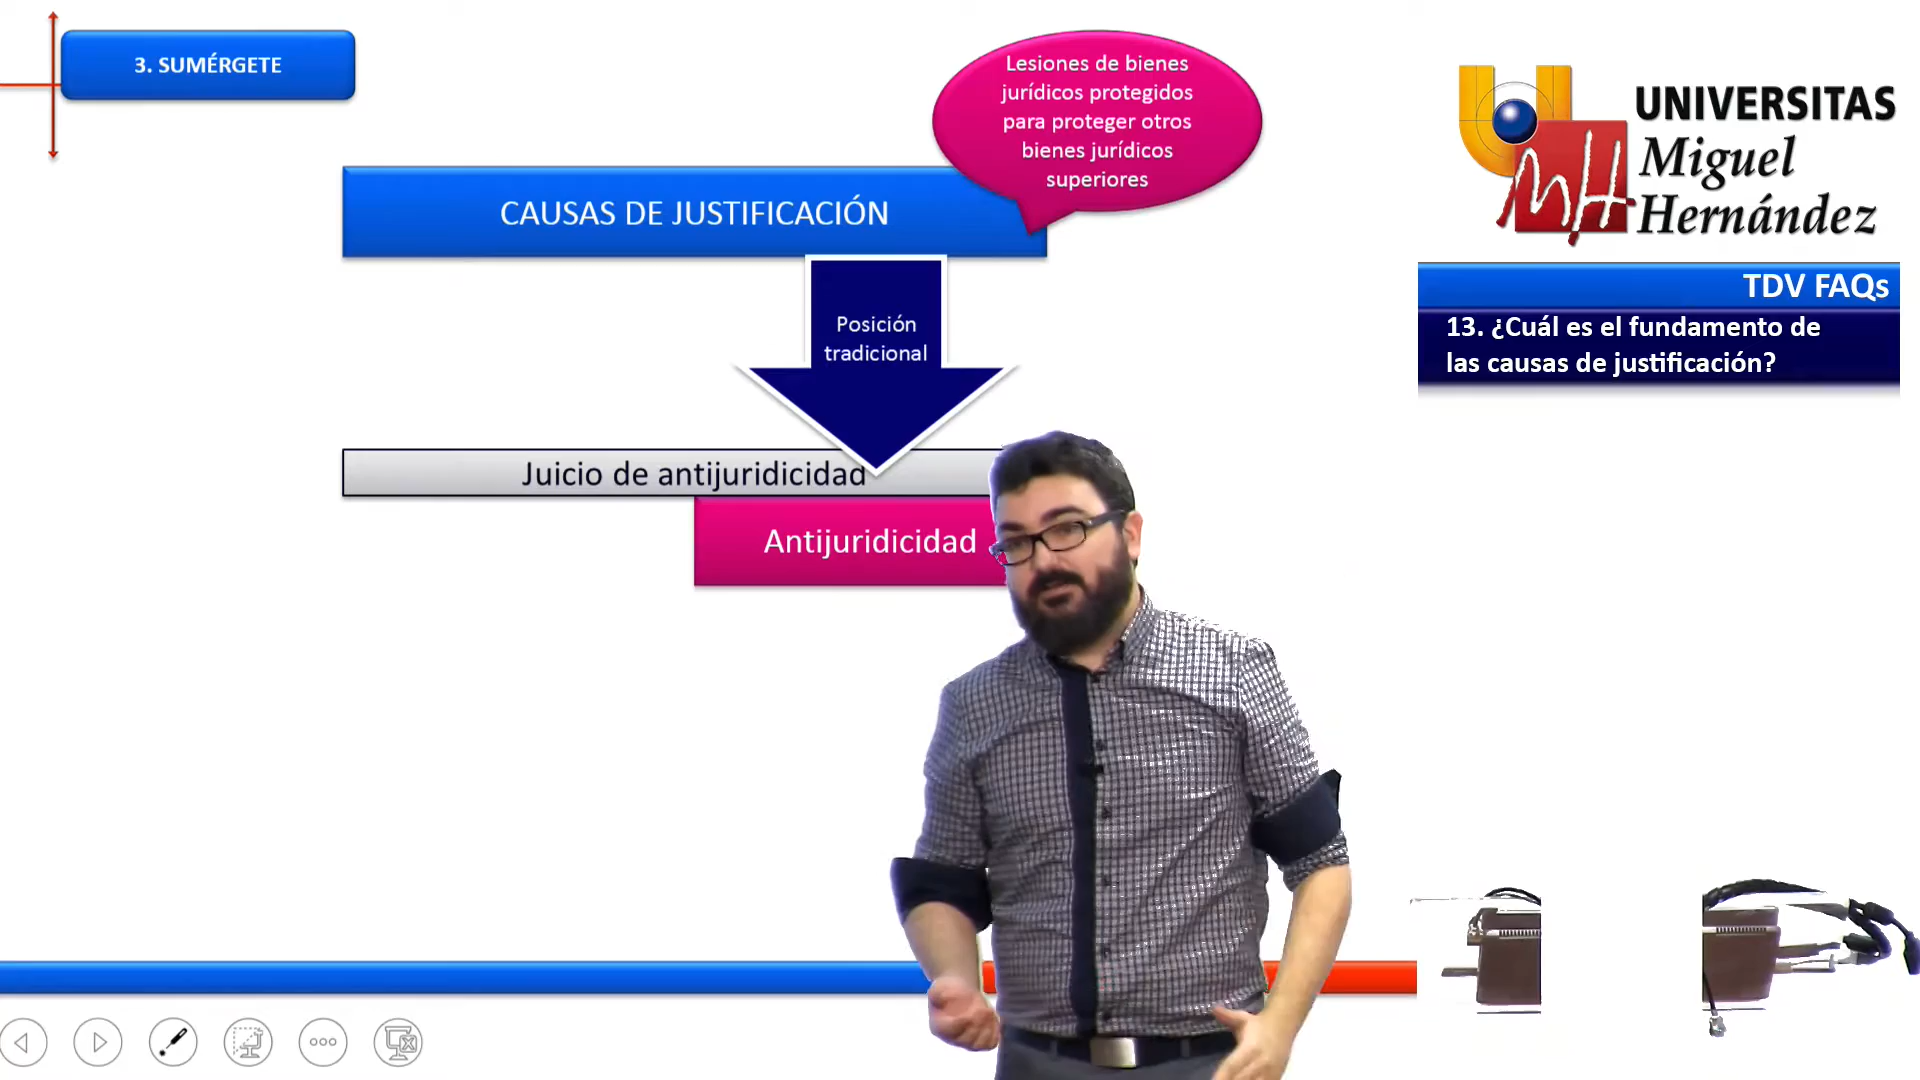 3. SUMÉRGETE
Lesiones de bienes
jurídicos protegidos
para proteger otros
bienes jurídicos
superiores
CAUSAS DE JUSTIFICACIÓN
Posición
tradicional
Juicio de antijuridicidad
Antijuridicidad
UNIVERSITAS
Miguel
Hernández
TDV FAQs
13. ¿Cuál es el fundamento de
las causas de justificación?